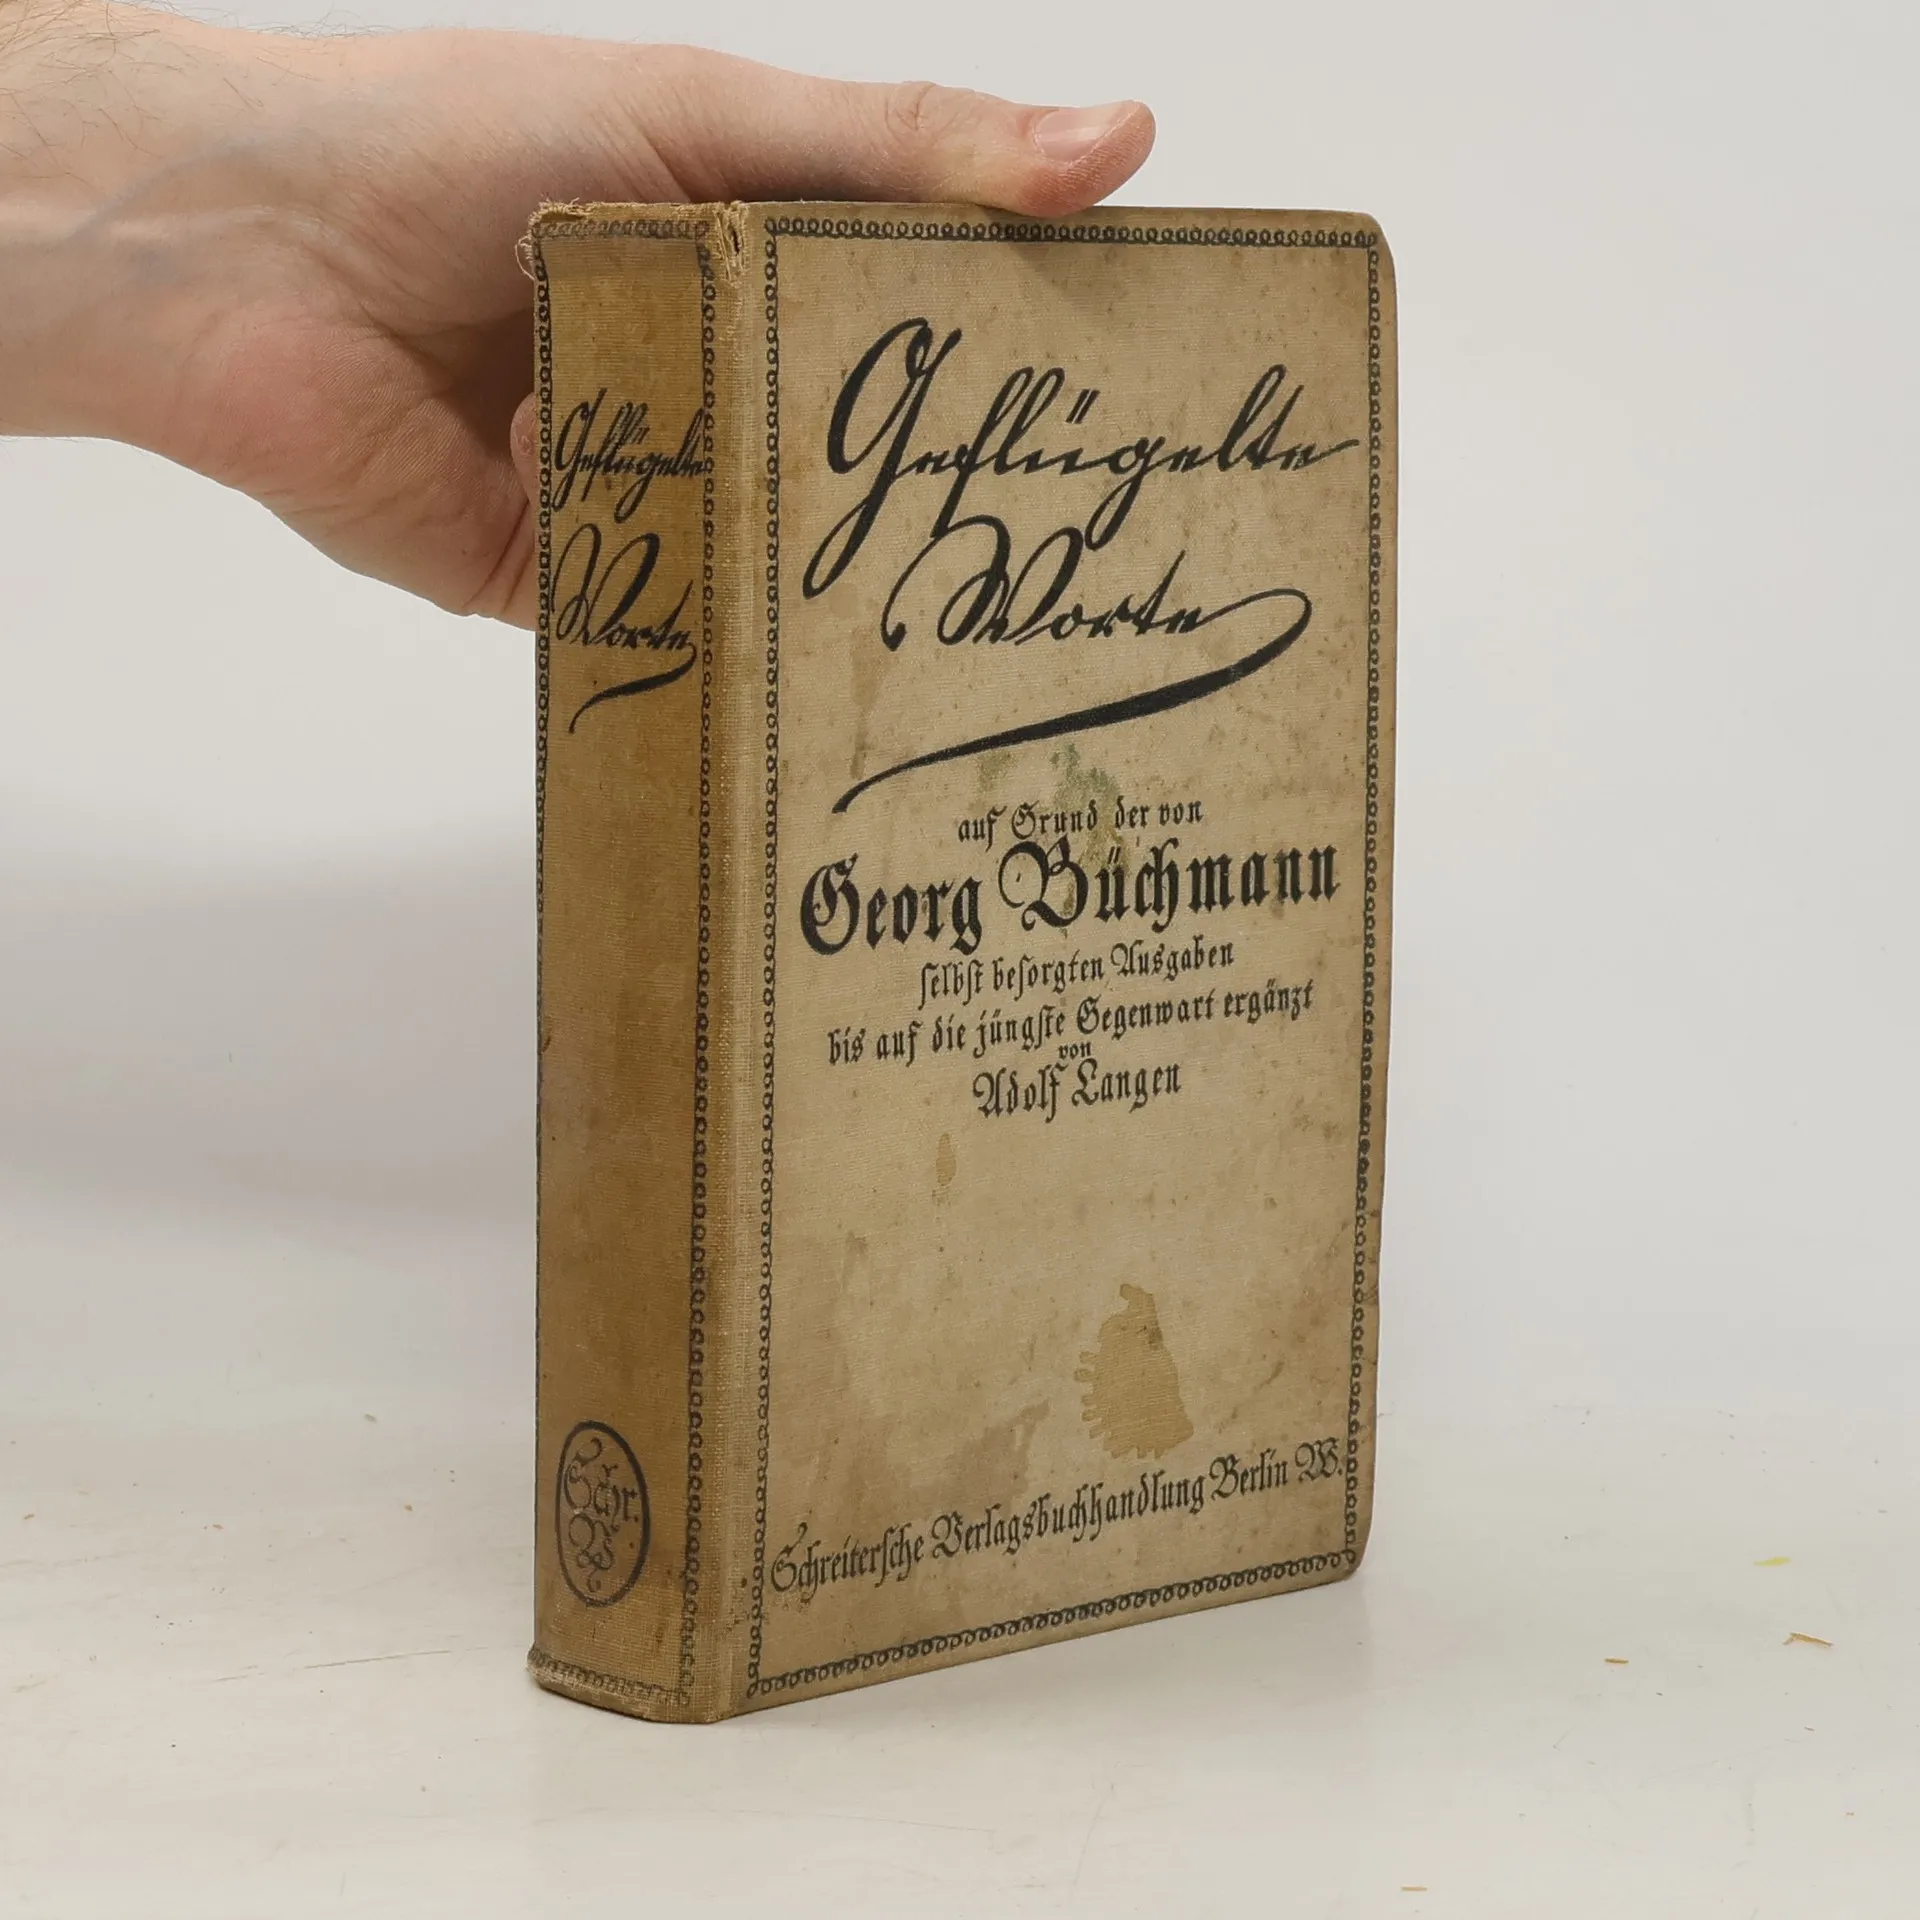 Geflügelte
Worte
Schr.
V.
Geflügelte
Worte
auf Grund der von
Georg Büchmann
ſelbſt beſorgten Ausgaben
bis auf die jüngſte Gegenwart ergänzt
von
Adolf Langen
Schreiterſche Verlagsbuchhandlung Berlin W.